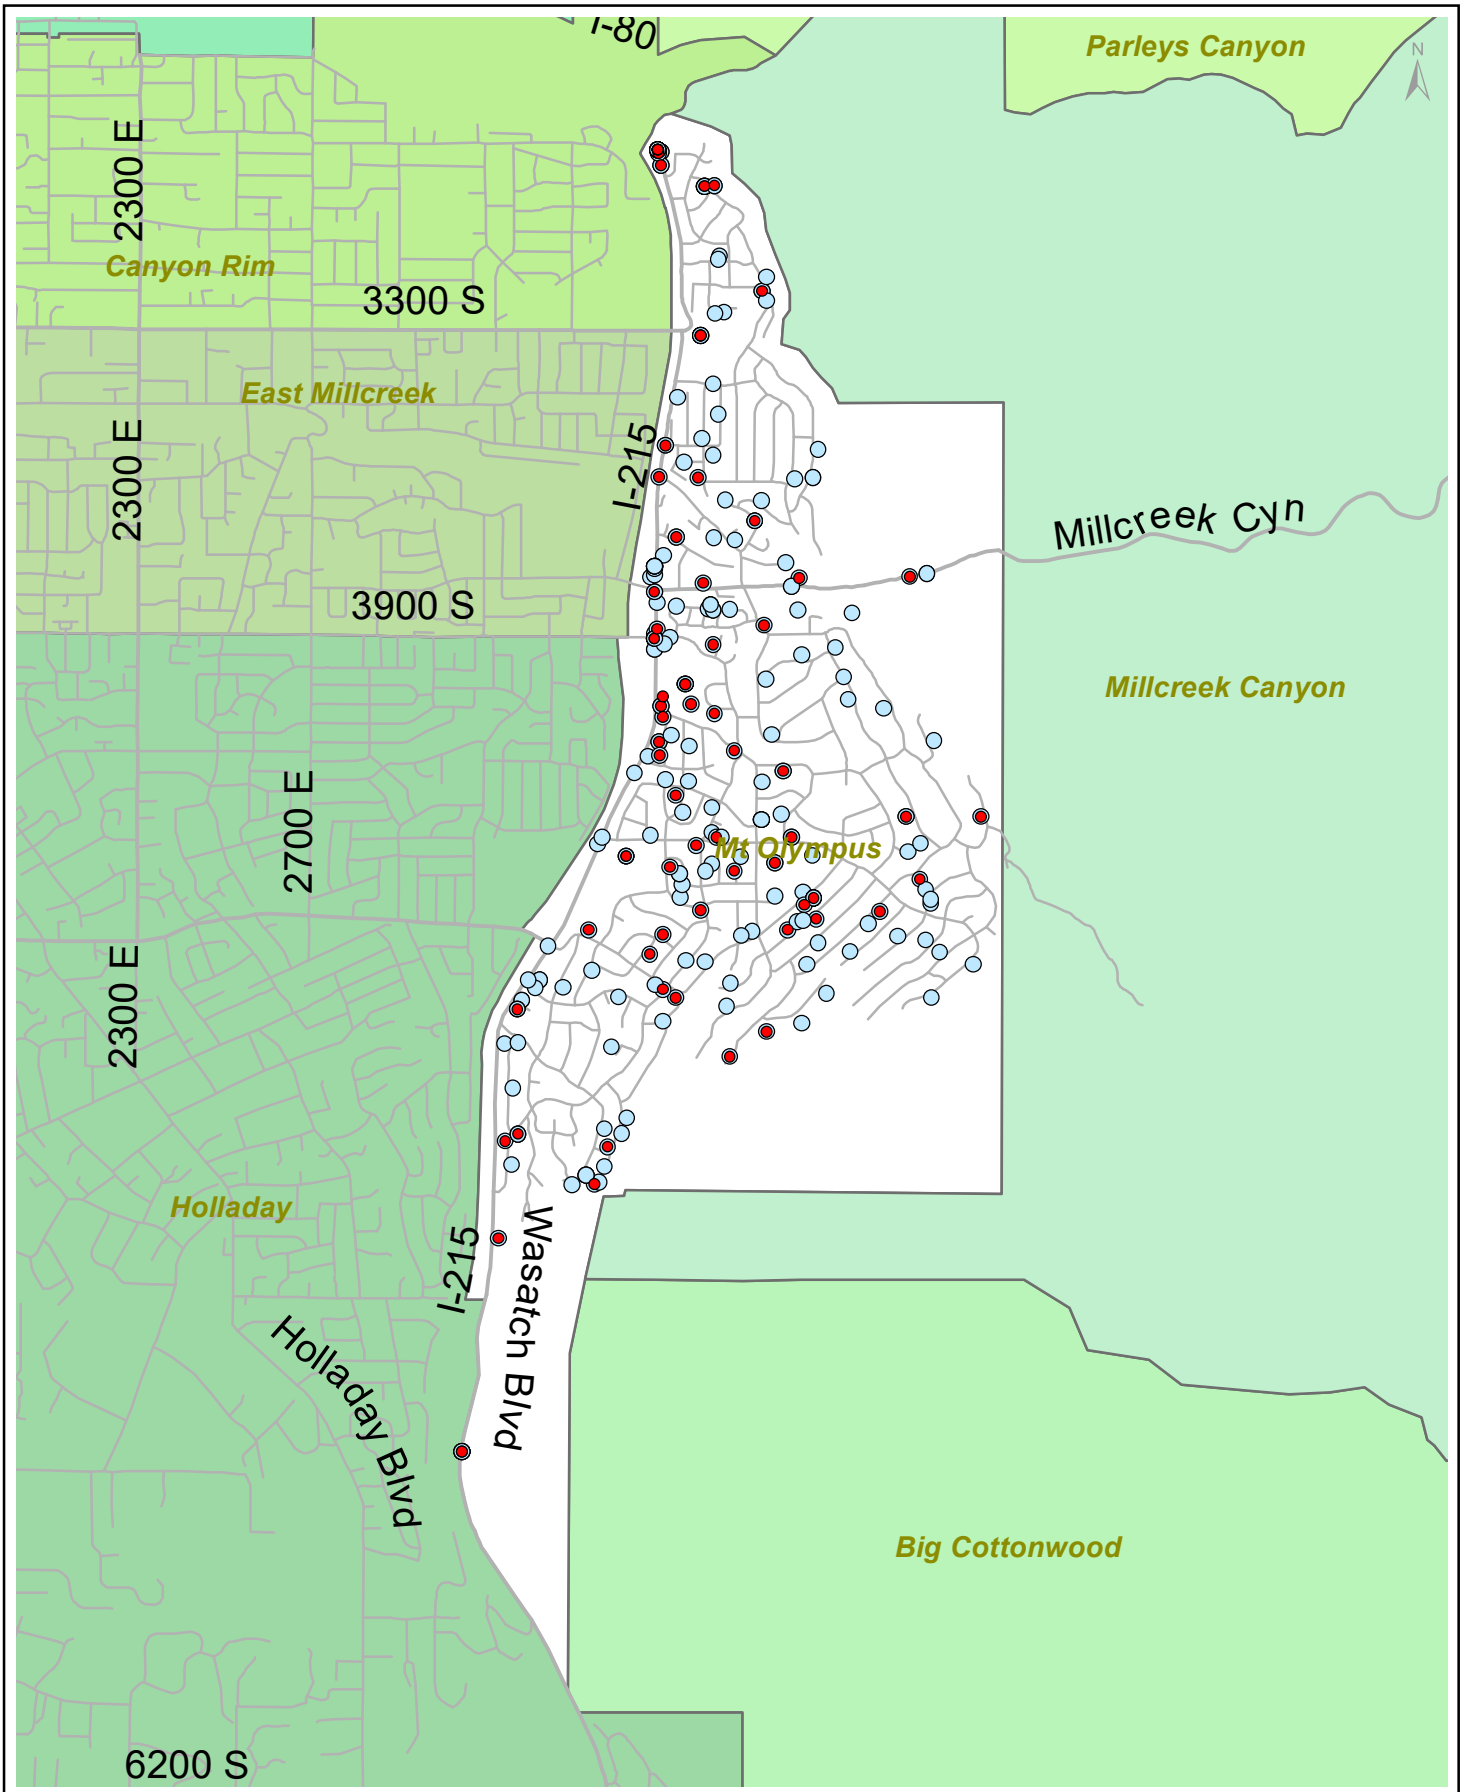 I-80
Parleys Canyon
N
2300 E
Canyon Rim
3300 S
East Millcreek
2300 E
I-215
Millcreek Cyn
3900 S
Millcreek Canyon
2700 E
Mt Olympus
2300 E
Holladay
I-215
Wasatch Blvd
Holladay Blvd
Big Cottonwood
6200 S